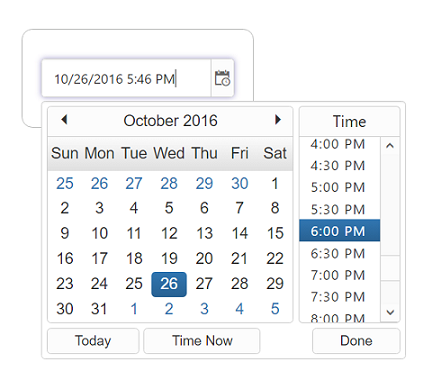 10/26/2016 5:46 PM
October 2016
Sun Mon Tue Wed Thu Fri Sat
25 26 27 28 29 30 1
2 3 4 5 6 7 8
9 10 11 12 13 14 15
16 17 18 19 20 21 22
23 24 25 26 27 28 29
30 31 1 2 3 4 5
Time
4:00 PM
4:30 PM
5:00 PM
5:30 PM
6:00 PM
6:30 PM
7:00 PM
7:30 PM
8:00 PM
Today Time Now Done